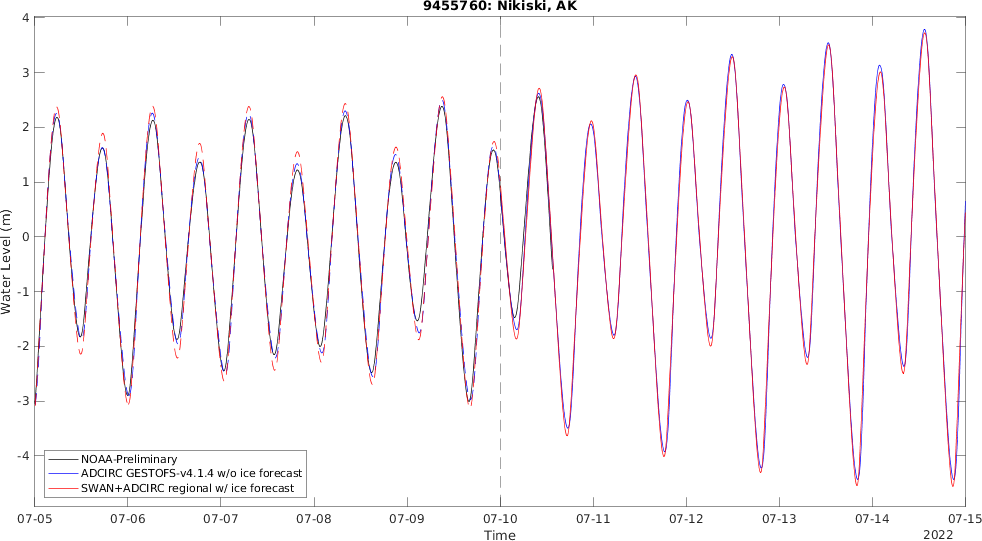 9455760: Nikiski, AK
4
3
2
1
0
-1
-2
-3
-4
Water Level (m)
NOAA-Preliminary
ADCIRC GESTOFS-v4.1.4 w/o ice forecast
SWAN+ADCIRC regional w/ ice forecast
07-05 07-06 07-07 07-08 07-09 07-10 07-11 07-12 07-13 07-14 07-15
Time
2022